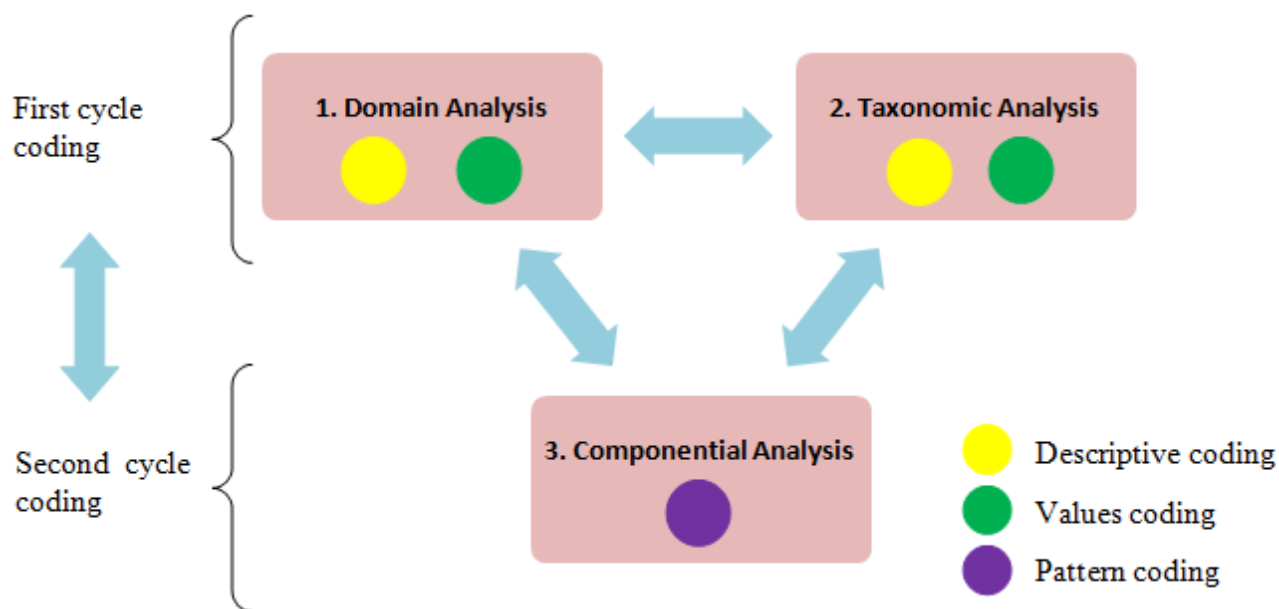 First cycle
coding
1. Domain Analysis
2. Taxonomic Analysis
Second cycle
coding
3. Componential Analysis
Descriptive coding
Values coding
Pattern coding